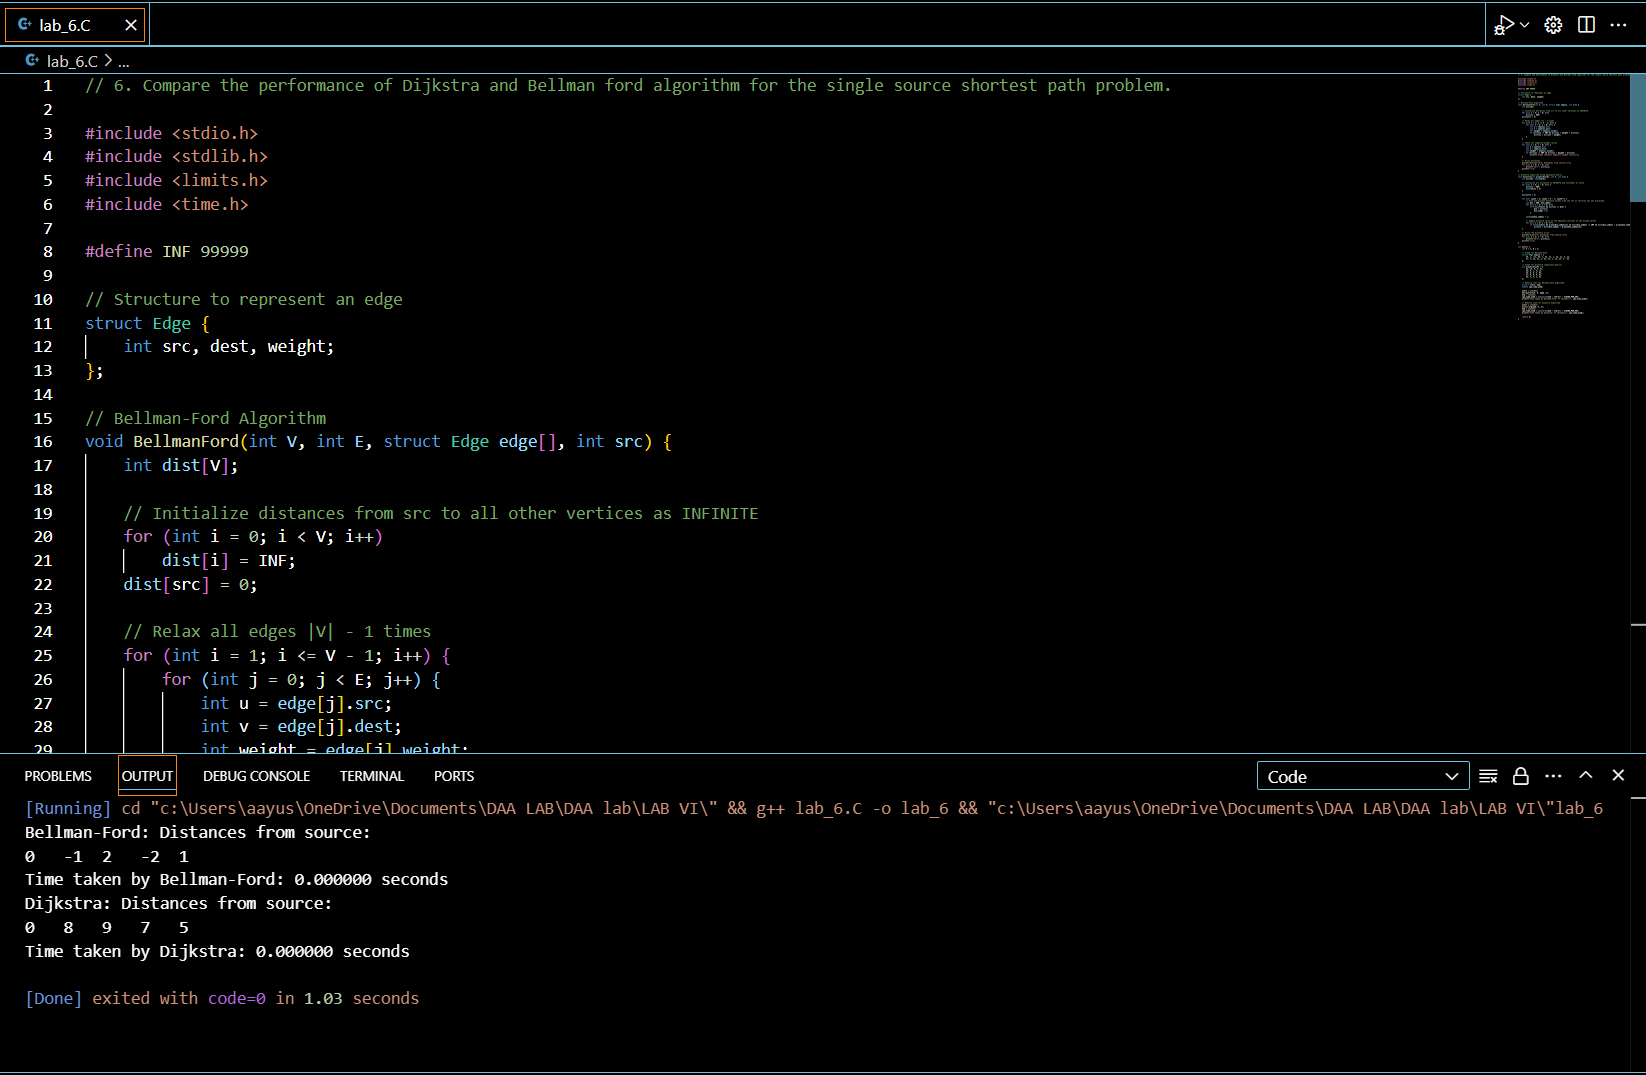 lab_6.C
lab_6.C > ...
1 // 6. Compare the performance of Dijkstra and Bellman ford algorithm for the single source shortest path problem.
2
3 #include <stdio.h>
4 #include <stdlib.h>
5 #include <limits.h>
6 #include <time.h>
7
8 #define INF 99999
9
10 // Structure to represent an edge
11 struct Edge {
12     int src, dest, weight;
13 };
14
15 // Bellman-Ford Algorithm
16 void BellmanFord(int V, int E, struct Edge edge[], int src) {
17     int dist[V];
18
19     // Initialize distances from src to all other vertices as INFINITE
20     for (int i = 0; i < V; i++)
21         dist[i] = INF;
22     dist[src] = 0;
23
24     // Relax all edges |V| - 1 times
25     for (int i = 1; i <= V - 1; i++) {
26         for (int j = 0; j < E; j++) {
27             int u = edge[j].src;
28             int v = edge[j].dest;
29             int weight = edge[j].weight;
PROBLEMS OUTPUT DEBUG CONSOLE TERMINAL PORTS Code
[Running] cd "c:\Users\aayus\OneDrive\Documents\DAA LAB\DAA lab\LAB VI\" && g++ lab_6.C -o lab_6 && "c:\Users\aayus\OneDrive\Documents\DAA LAB\DAA lab\LAB VI\"lab_6
Bellman-Ford: Distances from source:
0   -1  2   -2  1
Time taken by Bellman-Ford: 0.000000 seconds
Dijkstra: Distances from source:
0   8   9   7   5
Time taken by Dijkstra: 0.000000 seconds
[Done] exited with code=0 in 1.03 seconds